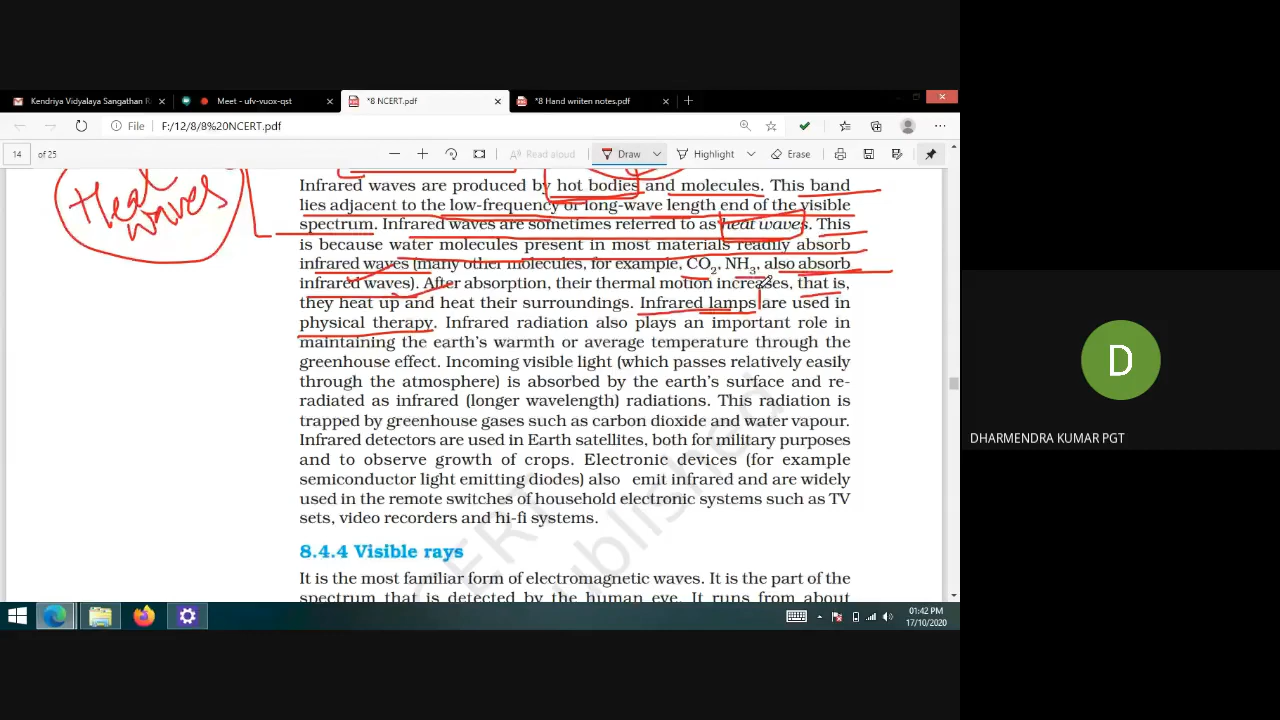 Kendriya Vidyalaya Sangathan R
Meet - ufv-vuox-qst
*8 NCERT.pdf
*8 Hand wriiten notes.pdf
File F:/12/8/8%20NCERT.pdf
14 of 25
Read aloud
Draw
Highlight
Erase
Heat
waves
Infrared waves are produced by hot bodies and molecules. This band
lies adjacent to the low-frequency or long-wave length end of the visible
spectrum. Infrared waves are sometimes referred to as heat waves. This
is because water molecules present in most materials readily absorb
infrared waves (many other molecules, for example, CO2, NH3, also absorb
infrared waves). After absorption, their thermal motion increases, that is,
they heat up and heat their surroundings. Infrared lamps are used in
physical therapy. Infrared radiation also plays an important role in
maintaining the earth's warmth or average temperature through the
greenhouse effect. Incoming visible light (which passes relatively easily
through the atmosphere) is absorbed by the earth's surface and re-
radiated as infrared (longer wavelength) radiations. This radiation is
trapped by greenhouse gases such as carbon dioxide and water vapour.
Infrared detectors are used in Earth satellites, both for military purposes
and to observe growth of crops. Electronic devices (for example
semiconductor light emitting diodes) also emit infrared and are widely
used in the remote switches of household electronic systems such as TV
sets, video recorders and hi-fi systems.
8.4.4 Visible rays
It is the most familiar form of electromagnetic waves. It is the part of the
spectrum that is detected by the human eye. It runs from about
D
DHARMENDRA KUMAR PGT
01:42 PM
17/10/2020